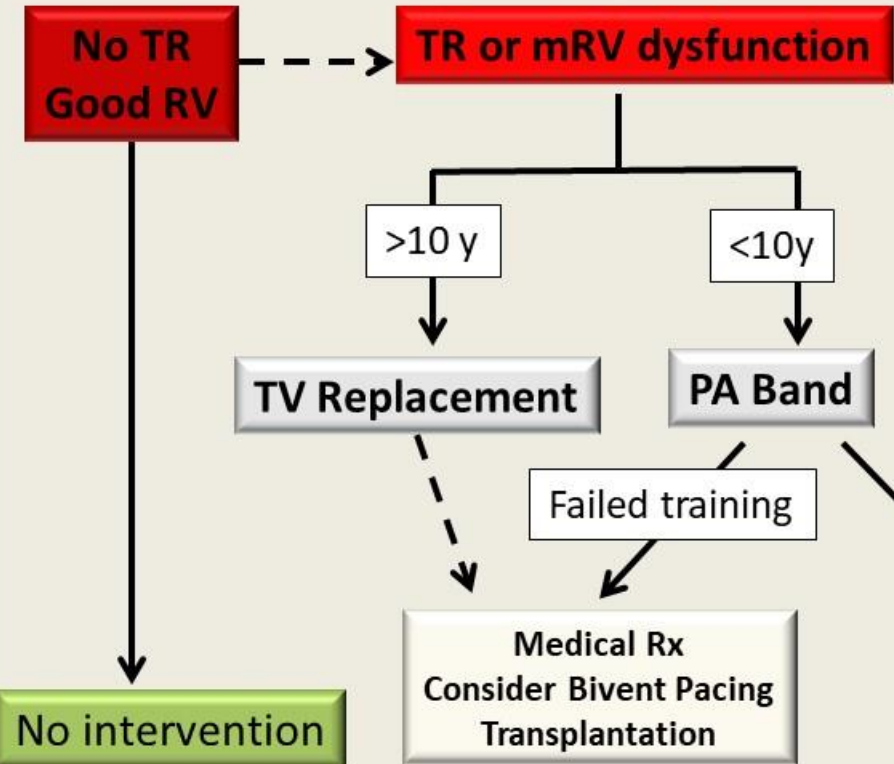 No TR
Good RV
TR or mRV dysfunction
>10 y
<10y
TV Replacement
PA Band
Failed training
Medical Rx
Consider Bivent Pacing
Transplantation
No intervention